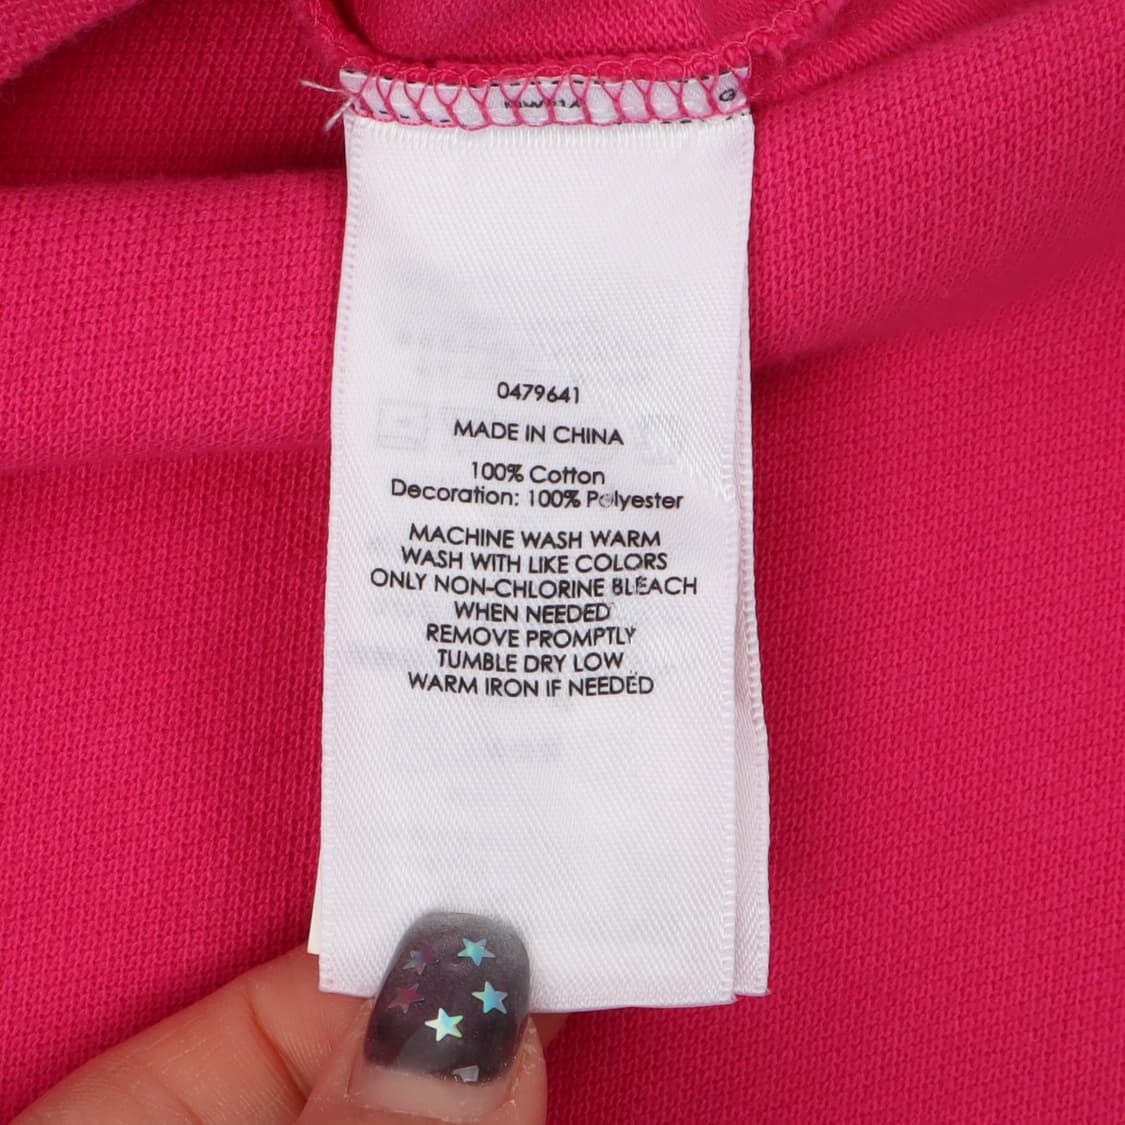 0479641
MADE IN CHINA
100% Cotton
Decoration: 100% Polyester
MACHINE WASH WARM
WASH WITH LIKE COLORS
ONLY NON-CHLORINE BLEACH
WHEN NEEDED
REMOVE PROMPTLY
TUMBLE DRY LOW
WARM IRON IF NEEDED